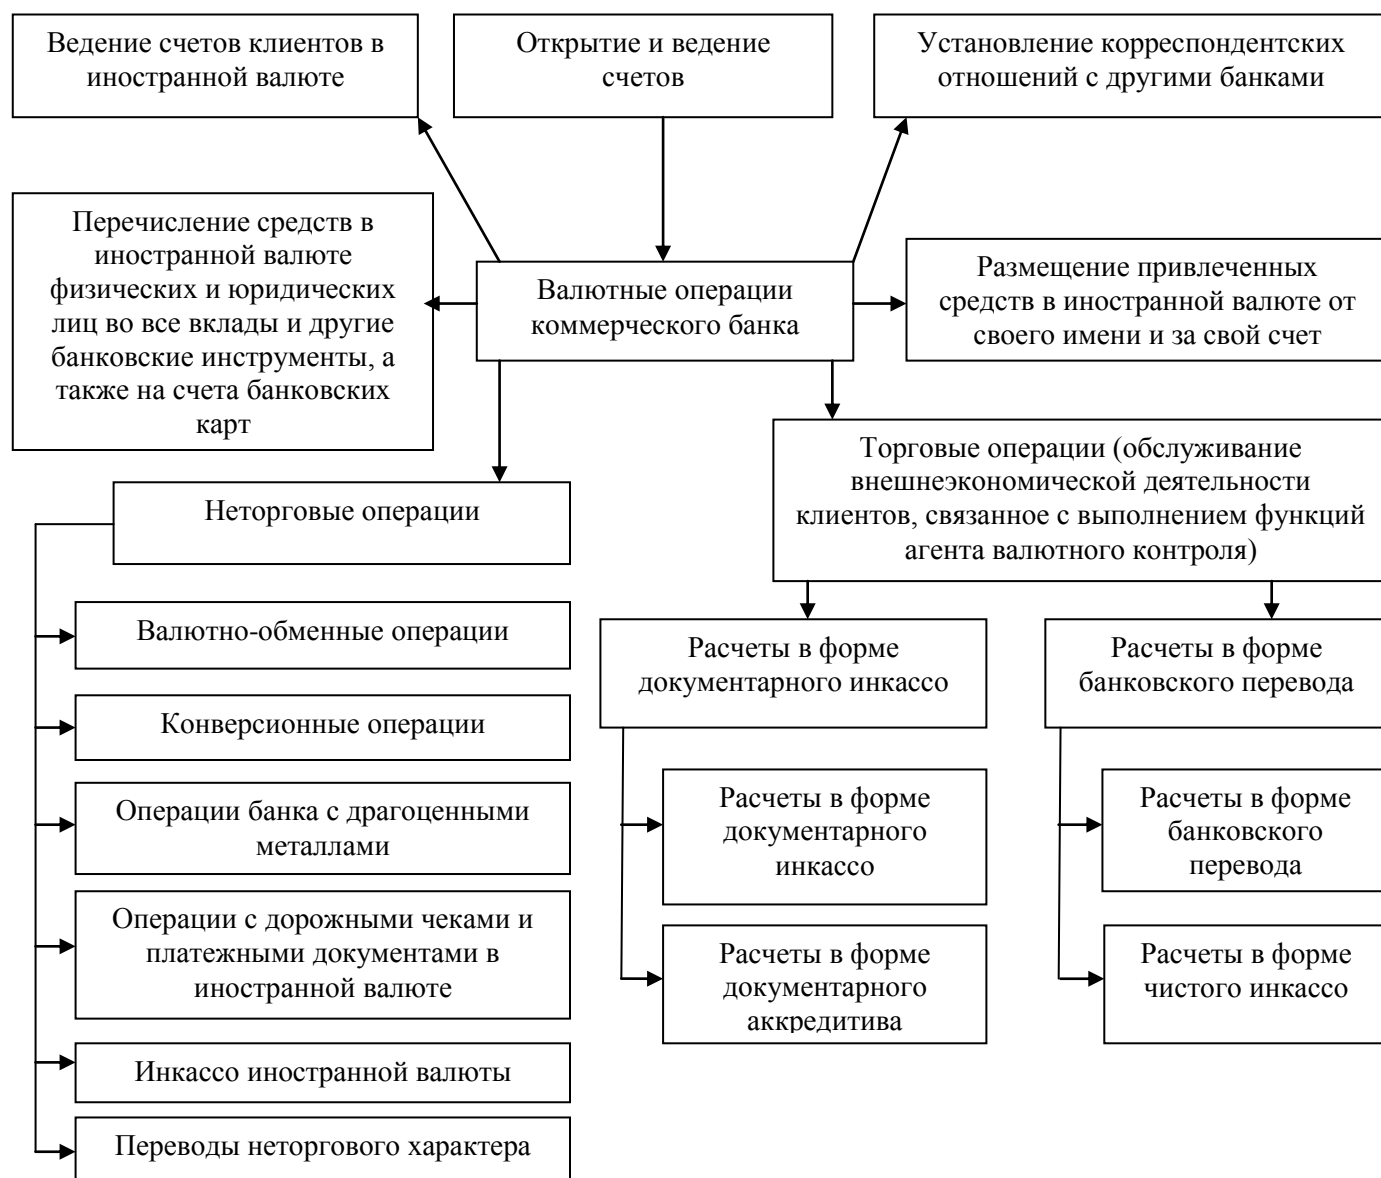 Ведение счетов клиентов в
иностранной валюте
Открытие и ведение
счетов
Установление корреспондентских
отношений с другими банками
Перечисление средств в
иностранной валюте
физических и юридических
лиц во все вклады и другие
банковские инструменты, а
также на счета банковских
карт
Валютные операции
коммерческого банка
Размещение привлеченных
средств в иностранной валюте от
своего имени и за свой счет
Неторговые операции
Торговые операции (обслуживание
внешнеэкономической деятельности
клиентов, связанное с выполнением функций
агента валютного контроля)
Валютно-обменные операции
Конверсионные операции
Операции банка с драгоценными
металлами
Операции с дорожными чеками и
платежными документами в
иностранной валюте
Инкассо иностранной валюты
Переводы неторгового характера
Расчеты в форме
документарного инкассо
Расчеты в форме
документарного
инкассо
Расчеты в форме
документарного
аккредитива
Расчеты в форме
банковского перевода
Расчеты в форме
банковского
перевода
Расчеты в форме
чистого инкассо